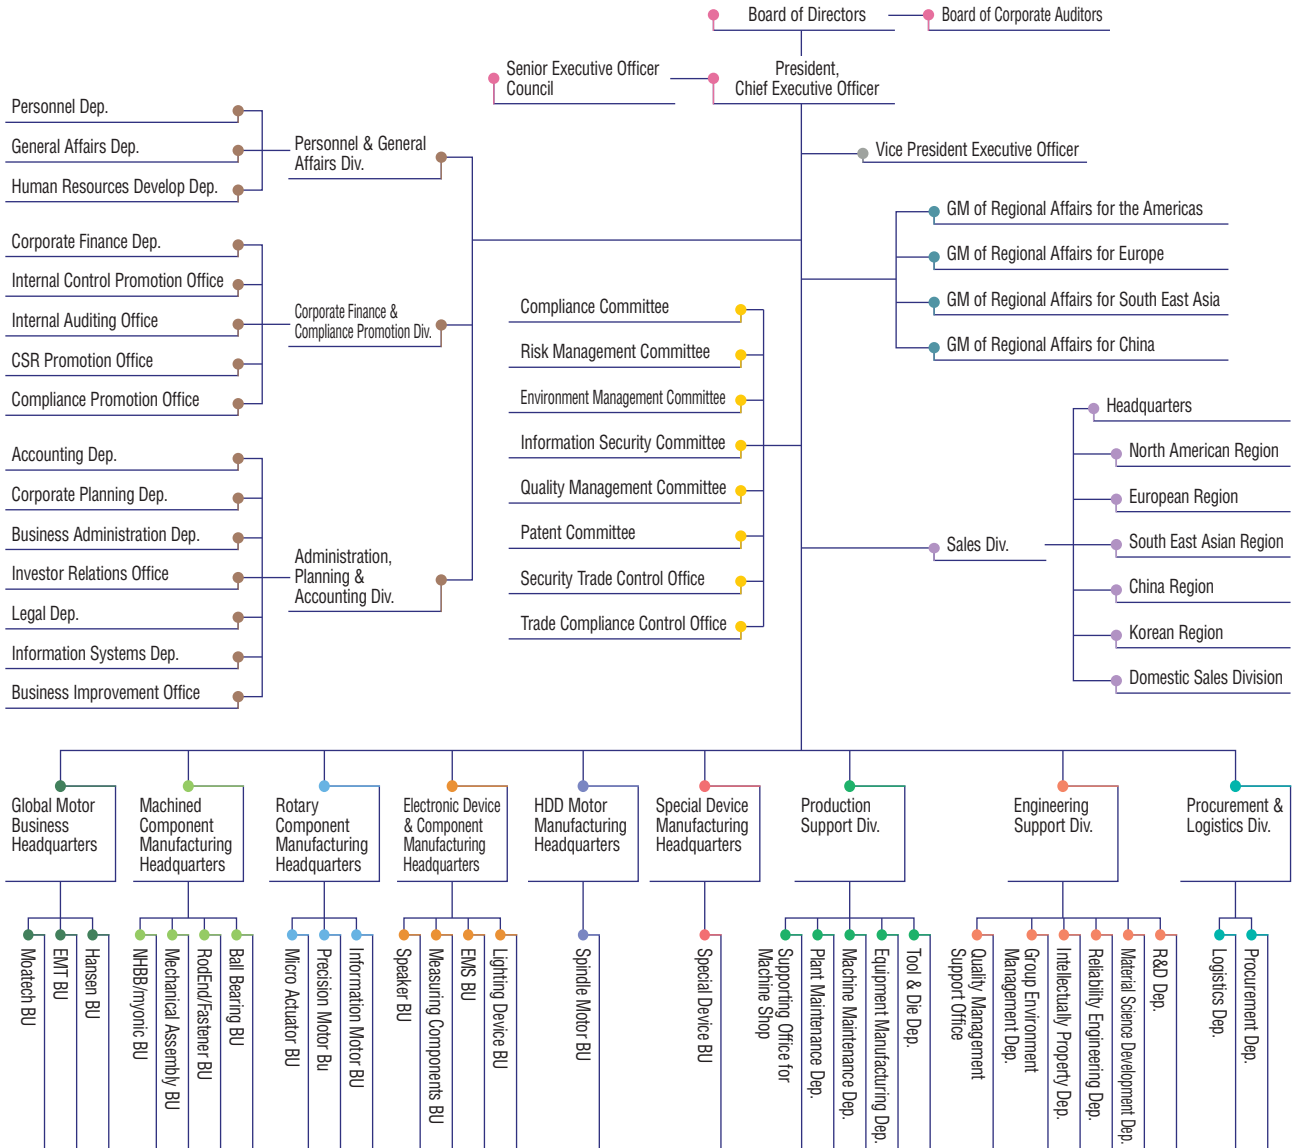 Board of Directors
Board of Corporate Auditors
Senior Executive Officer
Council
President,
Chief Executive Officer
Vice President Executive Officer
Personnel Dep.
General Affairs Dep.
Human Resources Develop Dep.
Personnel & General
Affairs Div.
GM of Regional Affairs for the Americas
GM of Regional Affairs for Europe
GM of Regional Affairs for South East Asia
GM of Regional Affairs for China
Corporate Finance Dep.
Internal Control Promotion Office
Internal Auditing Office
CSR Promotion Office
Compliance Promotion Office
Corporate Finance &
Compliance Promotion Div.
Compliance Committee
Risk Management Committee
Environment Management Committee
Information Security Committee
Quality Management Committee
Patent Committee
Security Trade Control Office
Trade Compliance Control Office
Accounting Dep.
Corporate Planning Dep.
Business Administration Dep.
Investor Relations Office
Legal Dep.
Information Systems Dep.
Business Improvement Office
Administration,
Planning &
Accounting Div.
Sales Div.
Headquarters
North American Region
European Region
South East Asian Region
China Region
Korean Region
Domestic Sales Division
Global Motor
Business
Headquarters
Machined
Component
Manufacturing
Headquarters
Rotary
Component
Manufacturing
Headquarters
Electronic Device
& Component
Manufacturing
Headquarters
HDD Motor
Manufacturing
Headquarters
Special Device
Manufacturing
Headquarters
Production
Support Div.
Engineering
Support Div.
Procurement &
Logistics Div.
Moatech BU
EMT BU
Hansen BU
NHBB/myonic BU
Mechanical Assembly BU
RodEnd/Fastener BU
Ball Bearing BU
Micro Actuator BU
Precision Motor Bu
Information Motor BU
Speaker BU
Measuring Components BU
EMS BU
Lighting Device BU
Spindle Motor BU
Special Device BU
Supporting Office for
Machine Shop
Plant Maintenance Dep.
Machine Maintenance Dep.
Equipment Manufacturing Dep.
Tool & Die Dep.
Quality Management
Support Office
Group Environment
Management Dep.
Intellectually Property Dep.
Reliability Engineering Dep.
Material Science Development Dep.
R&D Dep.
Logistics Dep.
Procurement Dep.